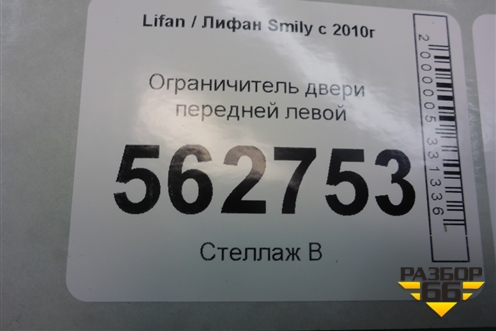 Lifan / Лифан Smily с 2010г
Ограничитель двери
передней левой
562753
Стеллаж В
2000005331336
РАЗБОР
66